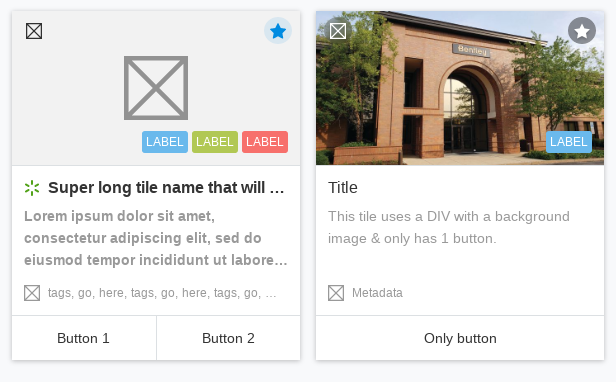 LABEL LABEL LABEL
Super long tile name that will ...
Lorem ipsum dolor sit amet,
consectetur adipiscing elit, sed do
eiusmod tempor incididunt ut labore...
tags, go, here, tags, go, here, tags, go, ...
Button 1 Button 2
Bentley
LABEL
Title
This tile uses a DIV with a background
image & only has 1 button.
Metadata
Only button